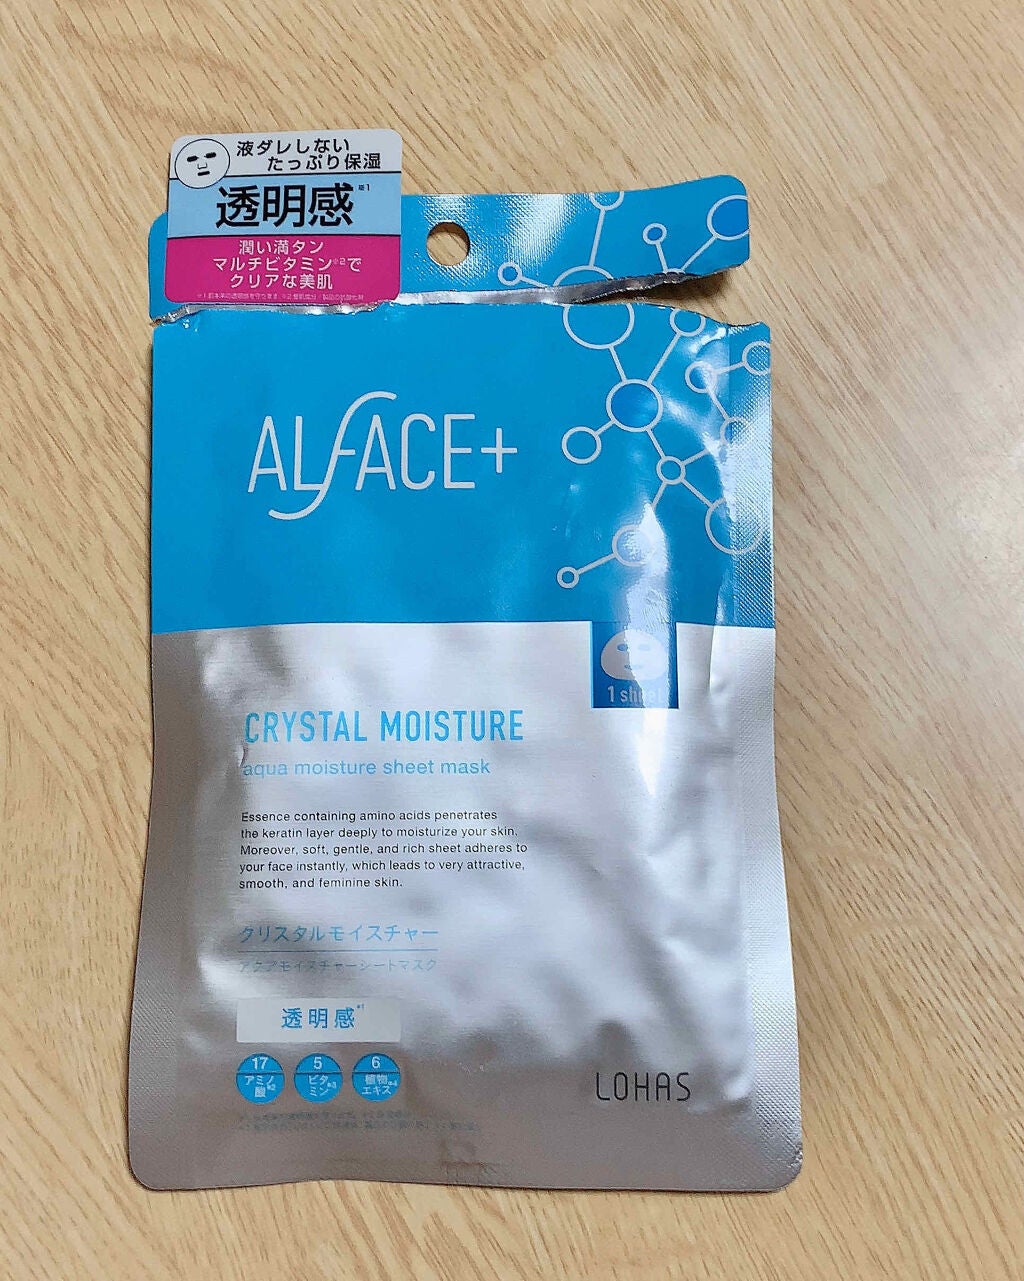 液ダレしない
たっぷり保湿
透明感※1
潤い満タン
マルチビタミン※2で
クリアな美肌
ALFACE+
1 sheet
CRYSTAL MOISTURE
aqua moisture sheet mask
Essence containing amino acids penetrates
the keratin layer deeply to moisturize your skin.
Moreover, soft, gentle, and rich sheet adheres to
your face instantly, which leads to very attractive,
smooth, and feminine skin.
クリスタルモイスチャー
アクアモイスチャーシートマスク
透明感*1
17 アミノ酸*2
5 ビタミン*3
6 植物エキス*4
LOHAS